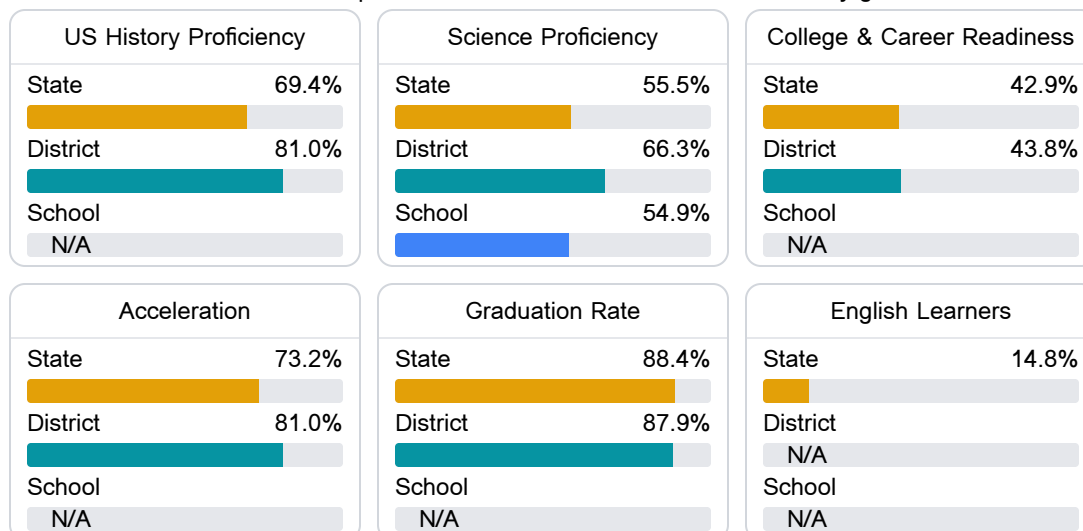 US History Proficiency
State 69.4%
District 81.0%
School
N/A
Science Proficiency
State 55.5%
District 66.3%
School 54.9%
College & Career Readiness
State 42.9%
District 43.8%
School
N/A
Acceleration
State 73.2%
District 81.0%
School
N/A
Graduation Rate
State 88.4%
District 87.9%
School
N/A
English Learners
State 14.8%
District
N/A
School
N/A